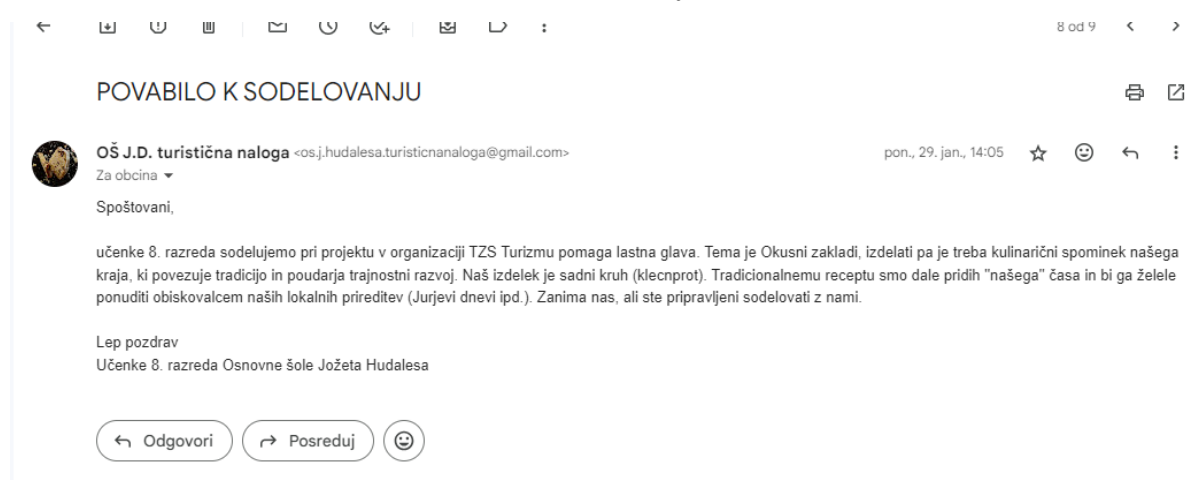 8 od 9
POVABILO K SODELOVANJU
OŠ J.D. turistična naloga <os.j.hudalesa.turisticnanaloga@gmail.com>
pon., 29. jan., 14:05
Za obcina
Spoštovani,
učenke 8. razreda sodelujemo pri projektu v organizaciji TZS Turizmu pomaga lastna glava. Tema je Okusni zakladi, izdelati pa je treba kulinarični spominek našega
kraja, ki povezuje tradicijo in poudarja trajnostni razvoj. Naš izdelek je sadni kruh (klecnprot). Tradicionalnemu receptu smo dale pridih "našega" časa in bi ga želele
ponuditi obiskovalcem naših lokalnih prireditev (Jurjevi dnevi ipd.). Zanima nas, ali ste pripravljeni sodelovati z nami.
Lep pozdrav
Učenke 8. razreda Osnovne šole Jožeta Hudalesa
Odgovori
Posreduj